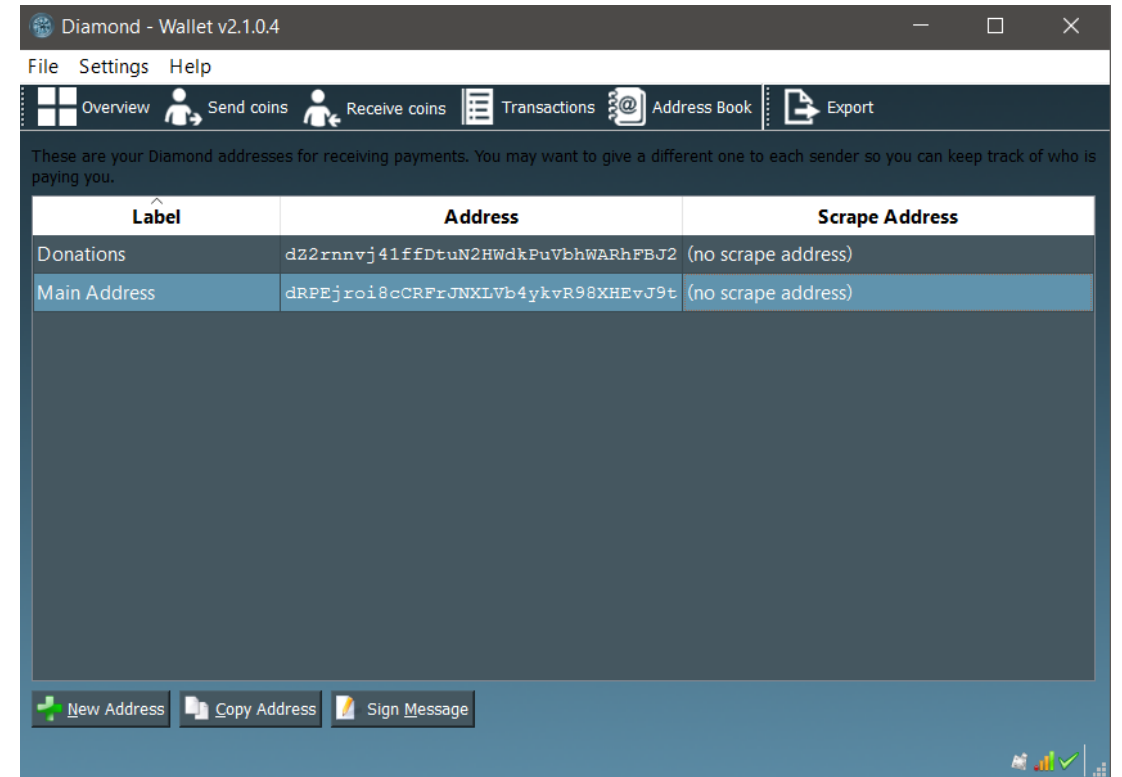 Diamond - Wallet v2.1.0.4
File Settings Help
Overview Send coins Receive coins Transactions Address Book Export
These are your Diamond addresses for receiving payments. You may want to give a different one to each sender so you can keep track of who is
paying you.
Label Address Scrape Address
Donations dZ2rnnvj41ffDtuN2HWdkPuVbhWARhFBJ2 (no scrape address)
Main Address dRPEjroi8cCRFrJNXLVb4ykvR98XHEvJ9t (no scrape address)
New Address Copy Address Sign Message